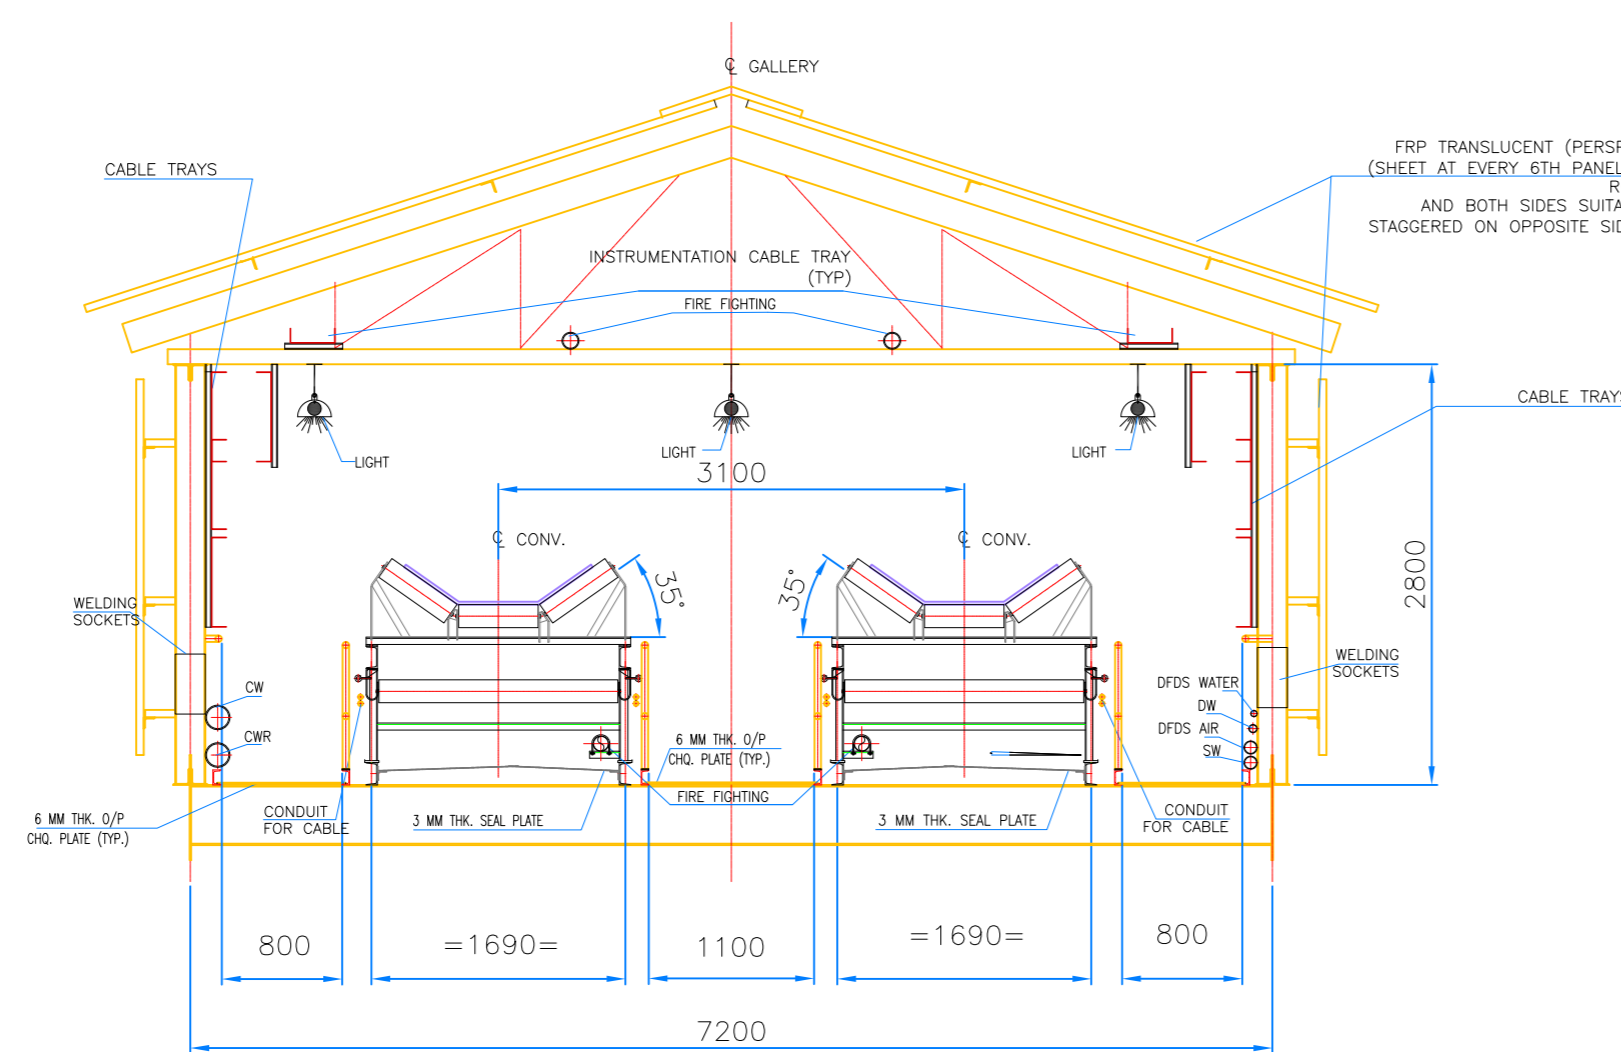 ℄ GALLERY
CABLE TRAYS
FRP TRANSLUCENT (PERSP
(SHEET AT EVERY 6TH PANEL
R
AND BOTH SIDES SUITA
STAGGERED ON OPPOSITE SID
INSTRUMENTATION CABLE TRAY
(TYP)
FIRE FIGHTING
CABLE TRAYS
LIGHT
LIGHT
LIGHT
3100
℄ CONV.
℄ CONV.
35°
35°
2800
WELDING
SOCKETS
WELDING
SOCKETS
CW
CWR
DFDS WATER
DW
DFDS AIR
SW
6 MM THK. O/P
CHQ. PLATE (TYP.)
FIRE FIGHTING
CONDUIT
FOR CABLE
CONDUIT
FOR CABLE
3 MM THK. SEAL PLATE
3 MM THK. SEAL PLATE
6 MM THK. O/P
CHQ. PLATE (TYP.)
800
=1690=
1100
=1690=
800
7200